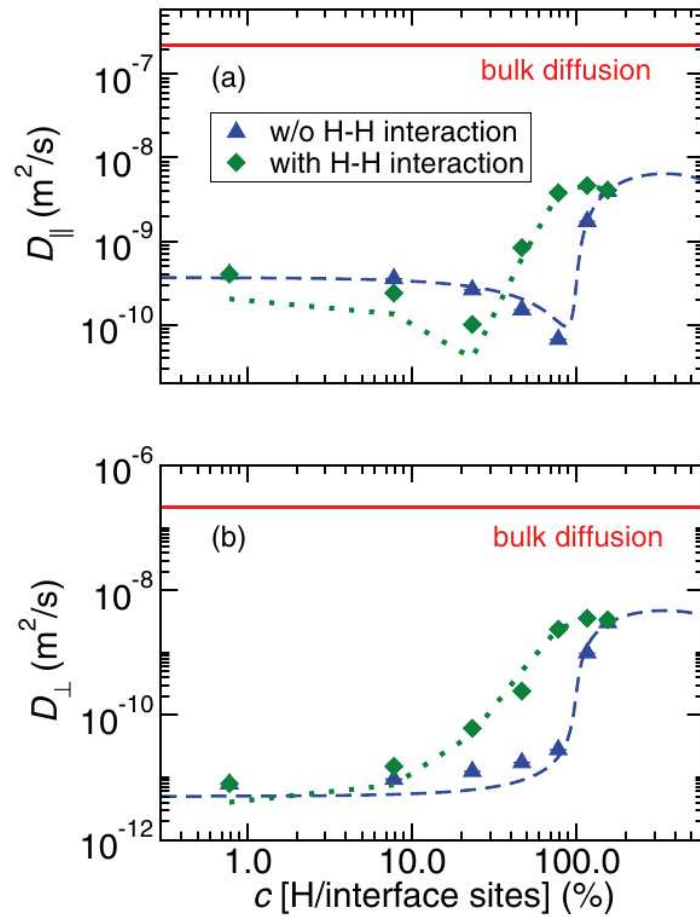 10⁻⁷
10⁻⁸
10⁻⁹
10⁻¹⁰
D∥ (m²/s)
(a)
bulk diffusion
w/o H-H interaction
with H-H interaction
10⁻⁶
10⁻⁸
10⁻¹⁰
10⁻¹²
D⊥ (m²/s)
(b)
bulk diffusion
1.0 10.0 100.0
c [H/interface sites] (%)